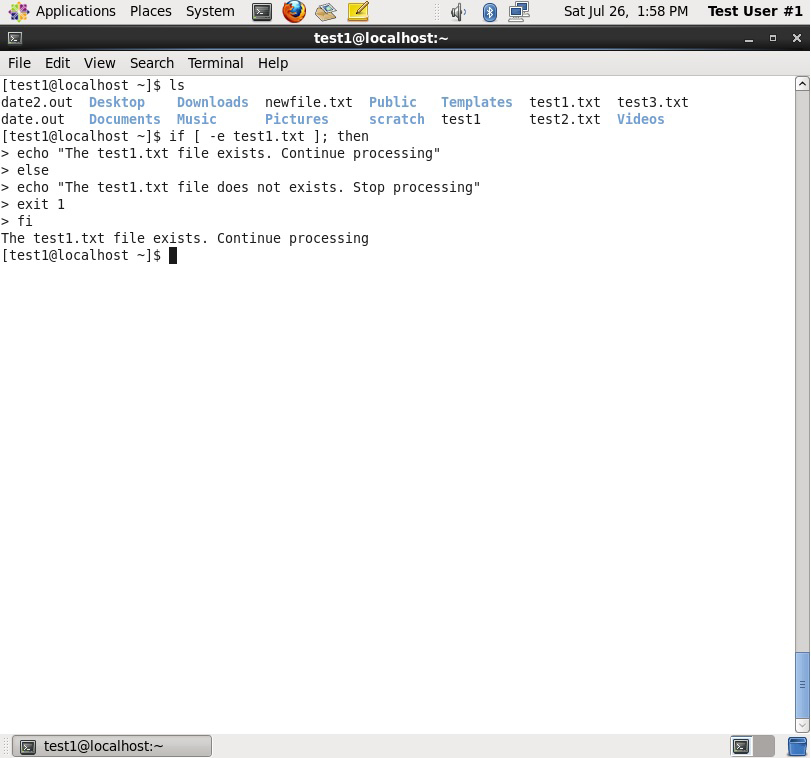 Applications Places System Sat Jul 26, 1:58 PM Test User #1
test1@localhost:~
File Edit View Search Terminal Help
[test1@localhost ~]$ ls
date2.out Desktop Downloads newfile.txt Public Templates test1.txt test3.txt
date.out Documents Music Pictures scratch test1 test2.txt Videos
[test1@localhost ~]$ if [ -e test1.txt ]; then
> echo "The test1.txt file exists. Continue processing"
> else
> echo "The test1.txt file does not exists. Stop processing"
> exit 1
> fi
The test1.txt file exists. Continue processing
[test1@localhost ~]$
test1@localhost:~